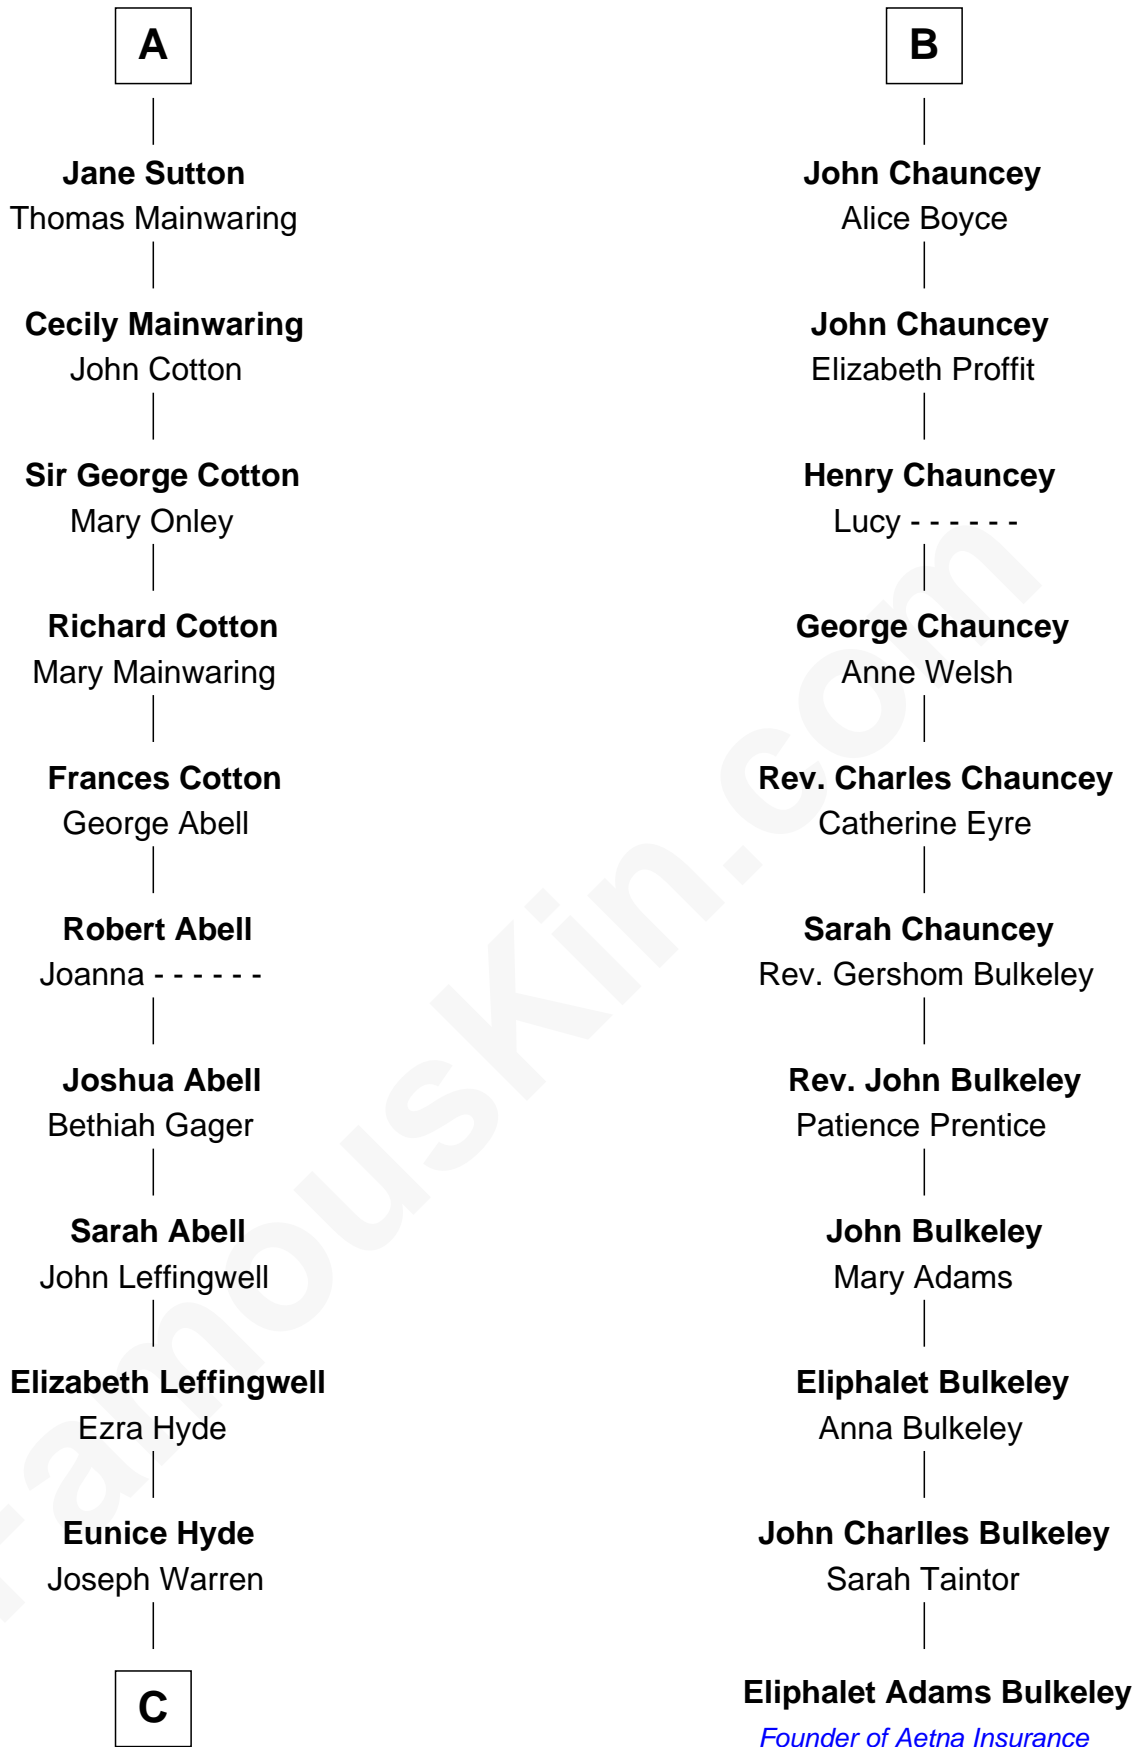 A
Jane Sutton
Thomas Mainwaring
Cecily Mainwaring
John Cotton
Sir George Cotton
Mary Onley
Richard Cotton
Mary Mainwaring
Frances Cotton
George Abell
Robert Abell
Joanna - - - - - -
Joshua Abell
Bethiah Gager
Sarah Abell
John Leffingwell
Elizabeth Leffingwell
Ezra Hyde
Eunice Hyde
Joseph Warren
C
B
John Chauncey
Alice Boyce
John Chauncey
Elizabeth Proffit
Henry Chauncey
Lucy - - - - - -
George Chauncey
Anne Welsh
Rev. Charles Chauncey
Catherine Eyre
Sarah Chauncey
Rev. Gershom Bulkeley
Rev. John Bulkeley
Patience Prentice
John Bulkeley
Mary Adams
Eliphalet Bulkeley
Anna Bulkeley
John Charlles Bulkeley
Sarah Taintor
Eliphalet Adams Bulkeley
Founder of Aetna Insurance
FamousKin.com